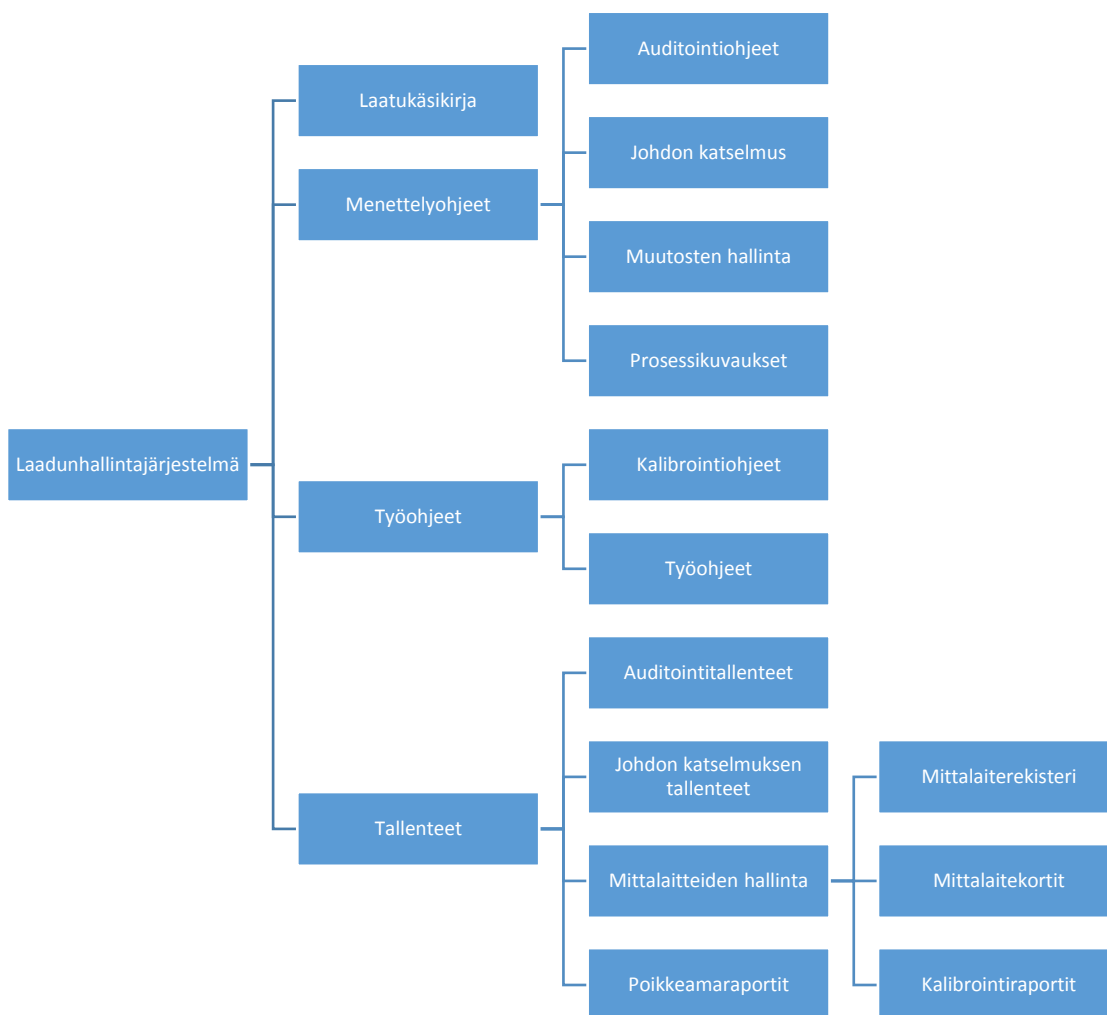 Laadunhallintajärjestelmä
Laatukäsikirja
Menettelyohjeet
Auditointiohjeet
Johdon katselmus
Muutosten hallinta
Prosessikuvaukset
Työohjeet
Kalibrointiohjeet
Työohjeet
Tallenteet
Auditointitallenteet
Johdon katselmuksen
tallenteet
Mittalaitteiden hallinta
Mittalaiterekisteri
Mittalaitekortit
Kalibrointiraportit
Poikkeamaraportit